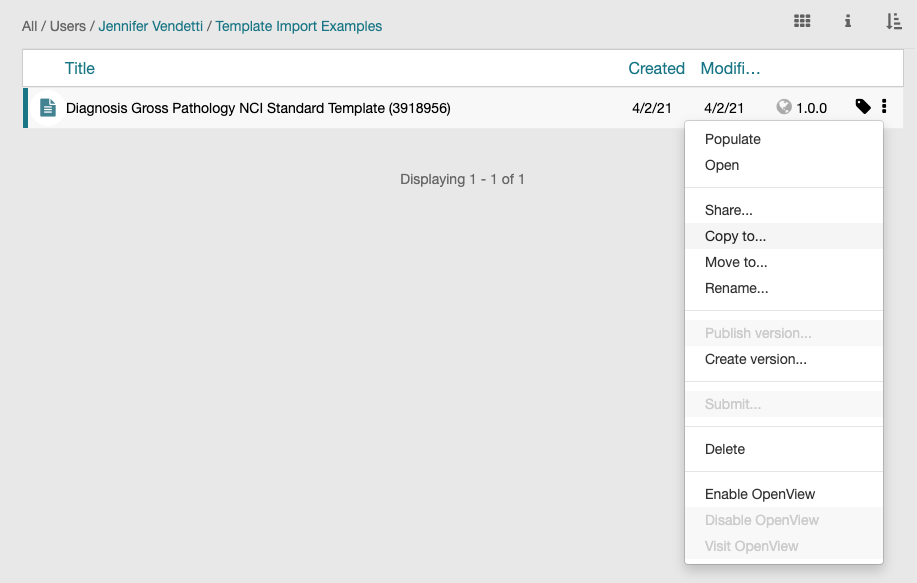 All / Users / Jennifer Vendetti / Template Import Examples
Title Created Modifi…
Diagnosis Gross Pathology NCI Standard Template (3918956) 4/2/21 4/2/21 1.0.0
Displaying 1 - 1 of 1
Populate
Open
Share...
Copy to...
Move to...
Rename...
Publish version...
Create version...
Submit...
Delete
Enable OpenView
Disable OpenView
Visit OpenView